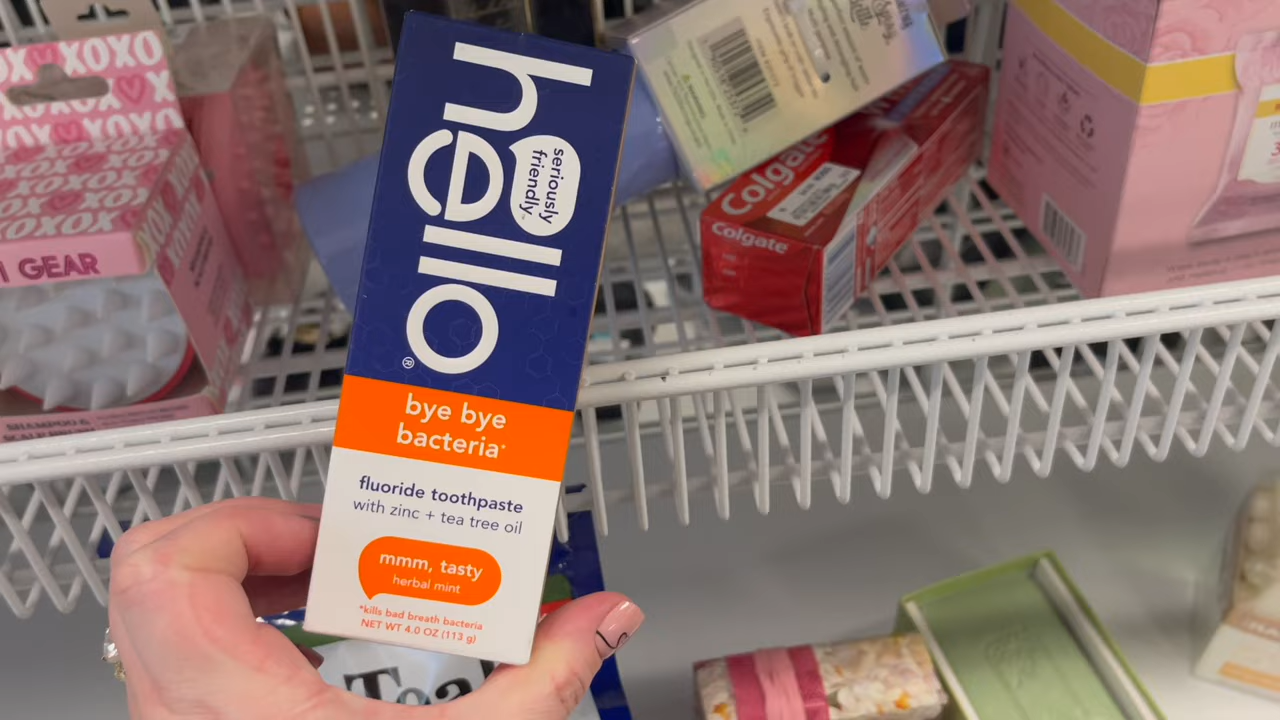 hello®
seriously
friendly.™
bye bye
bacteria*
fluoride toothpaste
with zinc + tea tree oil
mmm, tasty
herbal mint
*kills bad breath bacteria
NET WT 4.0 OZ (113 g)
XOXO
GEAR
Colgate
Colgate